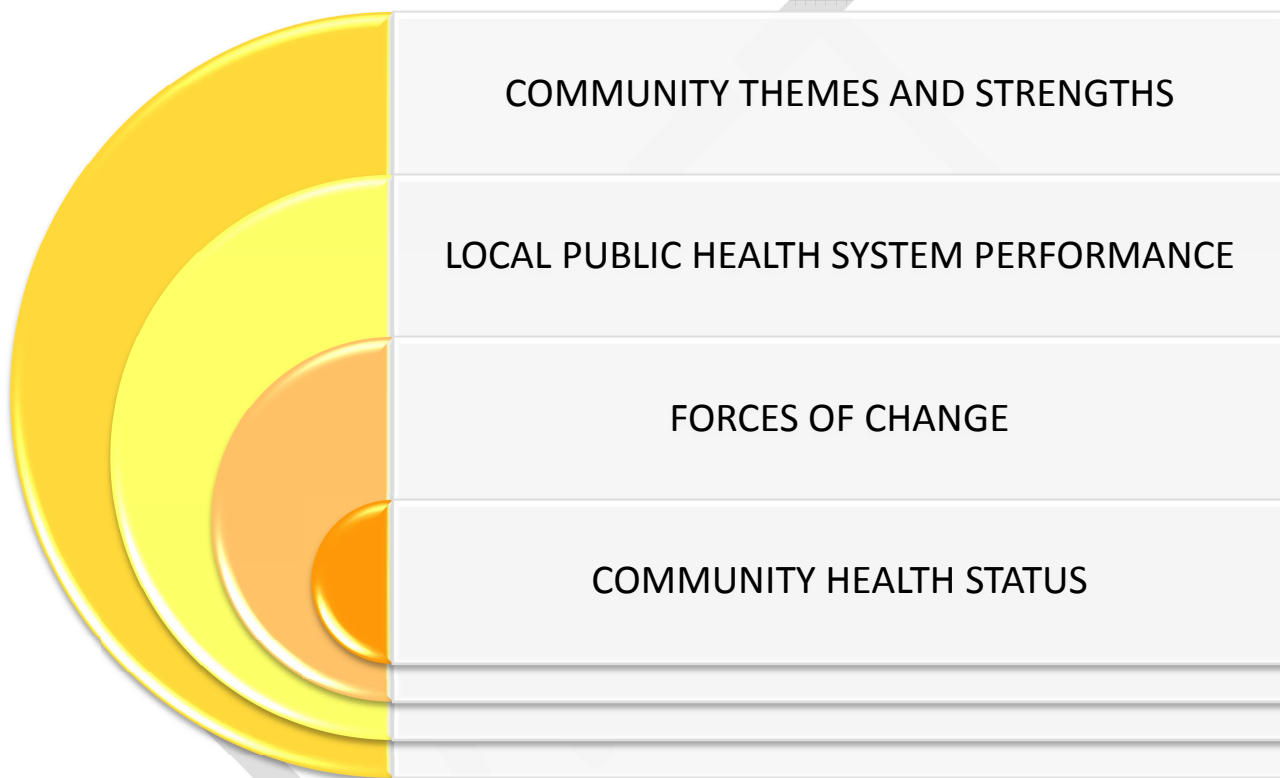 COMMUNITY THEMES AND STRENGTHS
LOCAL PUBLIC HEALTH SYSTEM PERFORMANCE
FORCES OF CHANGE
COMMUNITY HEALTH STATUS